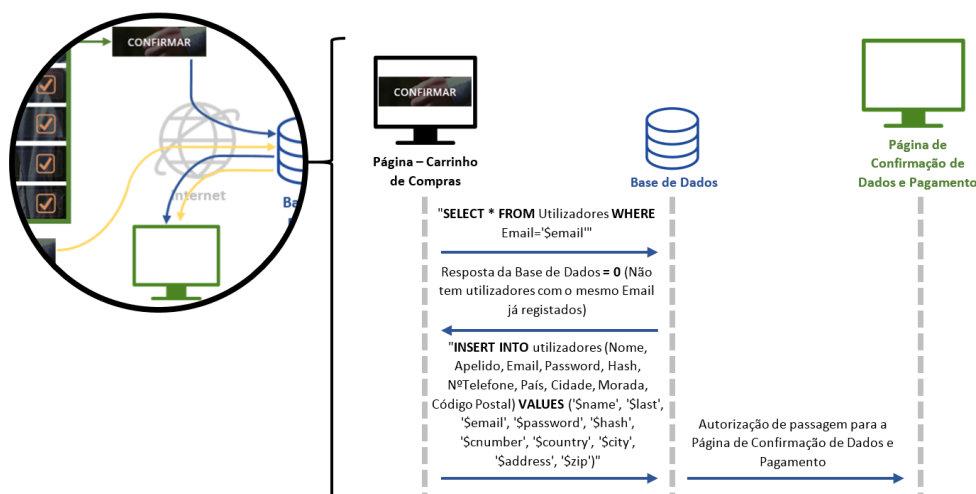 CONFIRMAR
Internet
Ba
CONFIRMAR
Página – Carrinho
de Compras
Base de Dados
Página de
Confirmação de
Dados e Pagamento
"SELECT * FROM Utilizadores WHERE
Email='$email'"
Resposta da Base de Dados = 0 (Não
tem utilizadores com o mesmo Email
já registados)
"INSERT INTO utilizadores (Nome,
Apelido, Email, Password, Hash,
NºTelefone, País, Cidade, Morada,
Código Postal) VALUES ('$name', '$last',
'$email', '$password', '$hash',
'$cnumber', '$country', '$city',
'$address', '$zip')"
Autorização de passagem para a
Página de Confirmação de Dados e
Pagamento